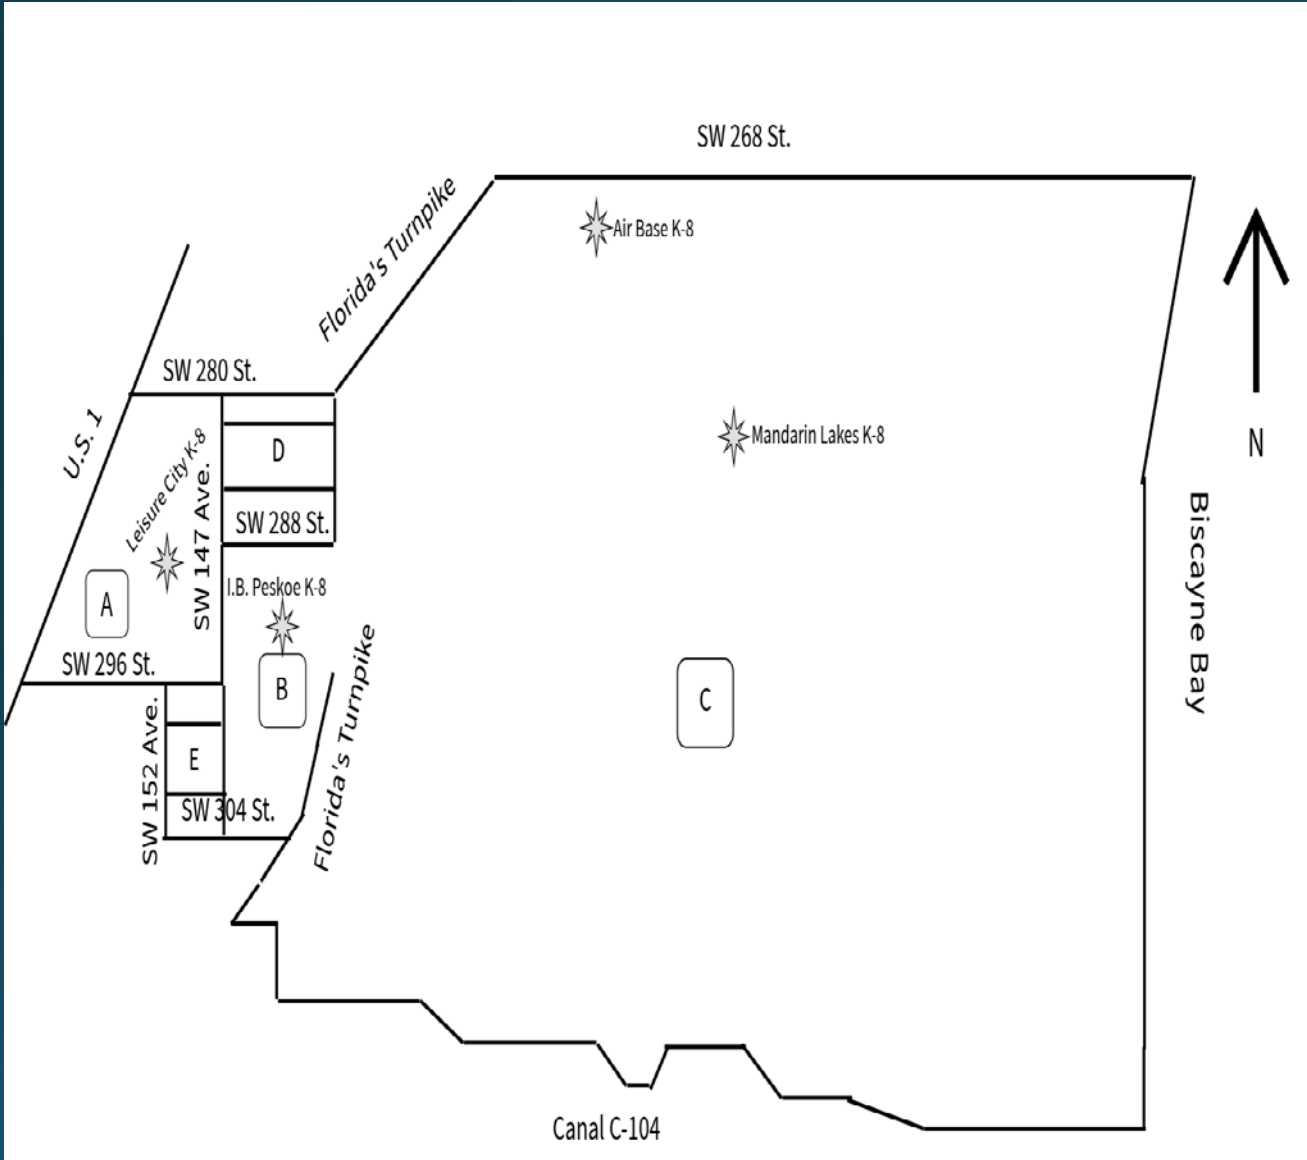 SW 268 St.
Florida's Turnpike
Air Base K-8
SW 280 St.
U.S. 1
Leisure City K-8
SW 147 Ave.
D
Mandarin Lakes K-8
N
SW 288 St.
Biscayne Bay
I.B. Peskoe K-8
A
SW 296 St.
B
C
Florida's Turnpike
SW 152 Ave.
E
SW 304 St.
Canal C-104